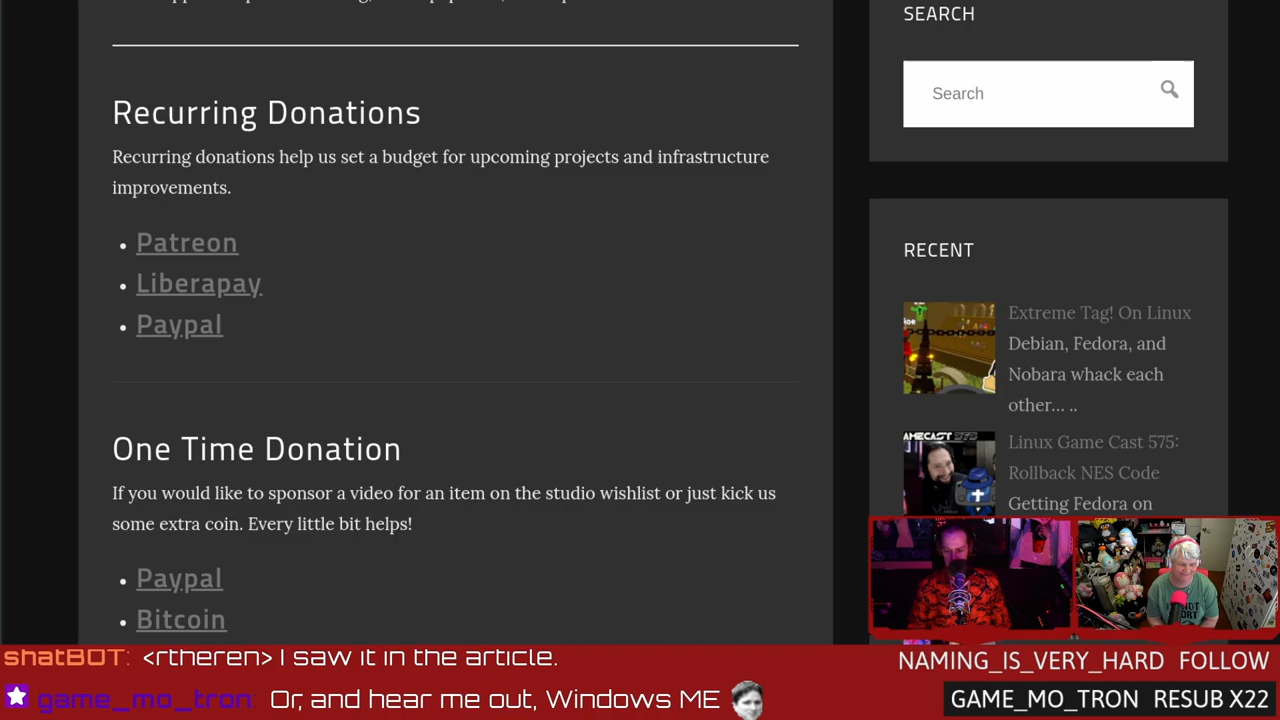 SEARCH
Search
Recurring Donations
Recurring donations help us set a budget for upcoming projects and infrastructure
improvements.
• Patreon
• Liberapay
• Paypal
One Time Donation
If you would like to sponsor a video for an item on the studio wishlist or just kick us
some extra coin. Every little bit helps!
• Paypal
• Bitcoin
RECENT
Extreme Tag! On Linux
Debian, Fedora, and
Nobara whack each
other… ..
Linux Game Cast 575:
Rollback NES Code
Getting Fedora on
shatBOT: <rtheren> I saw it in the article.
game_mo_tron: Or, and hear me out, Windows ME
NAMING_IS_VERY_HARD FOLLOW
GAME_MO_TRON RESUB X22